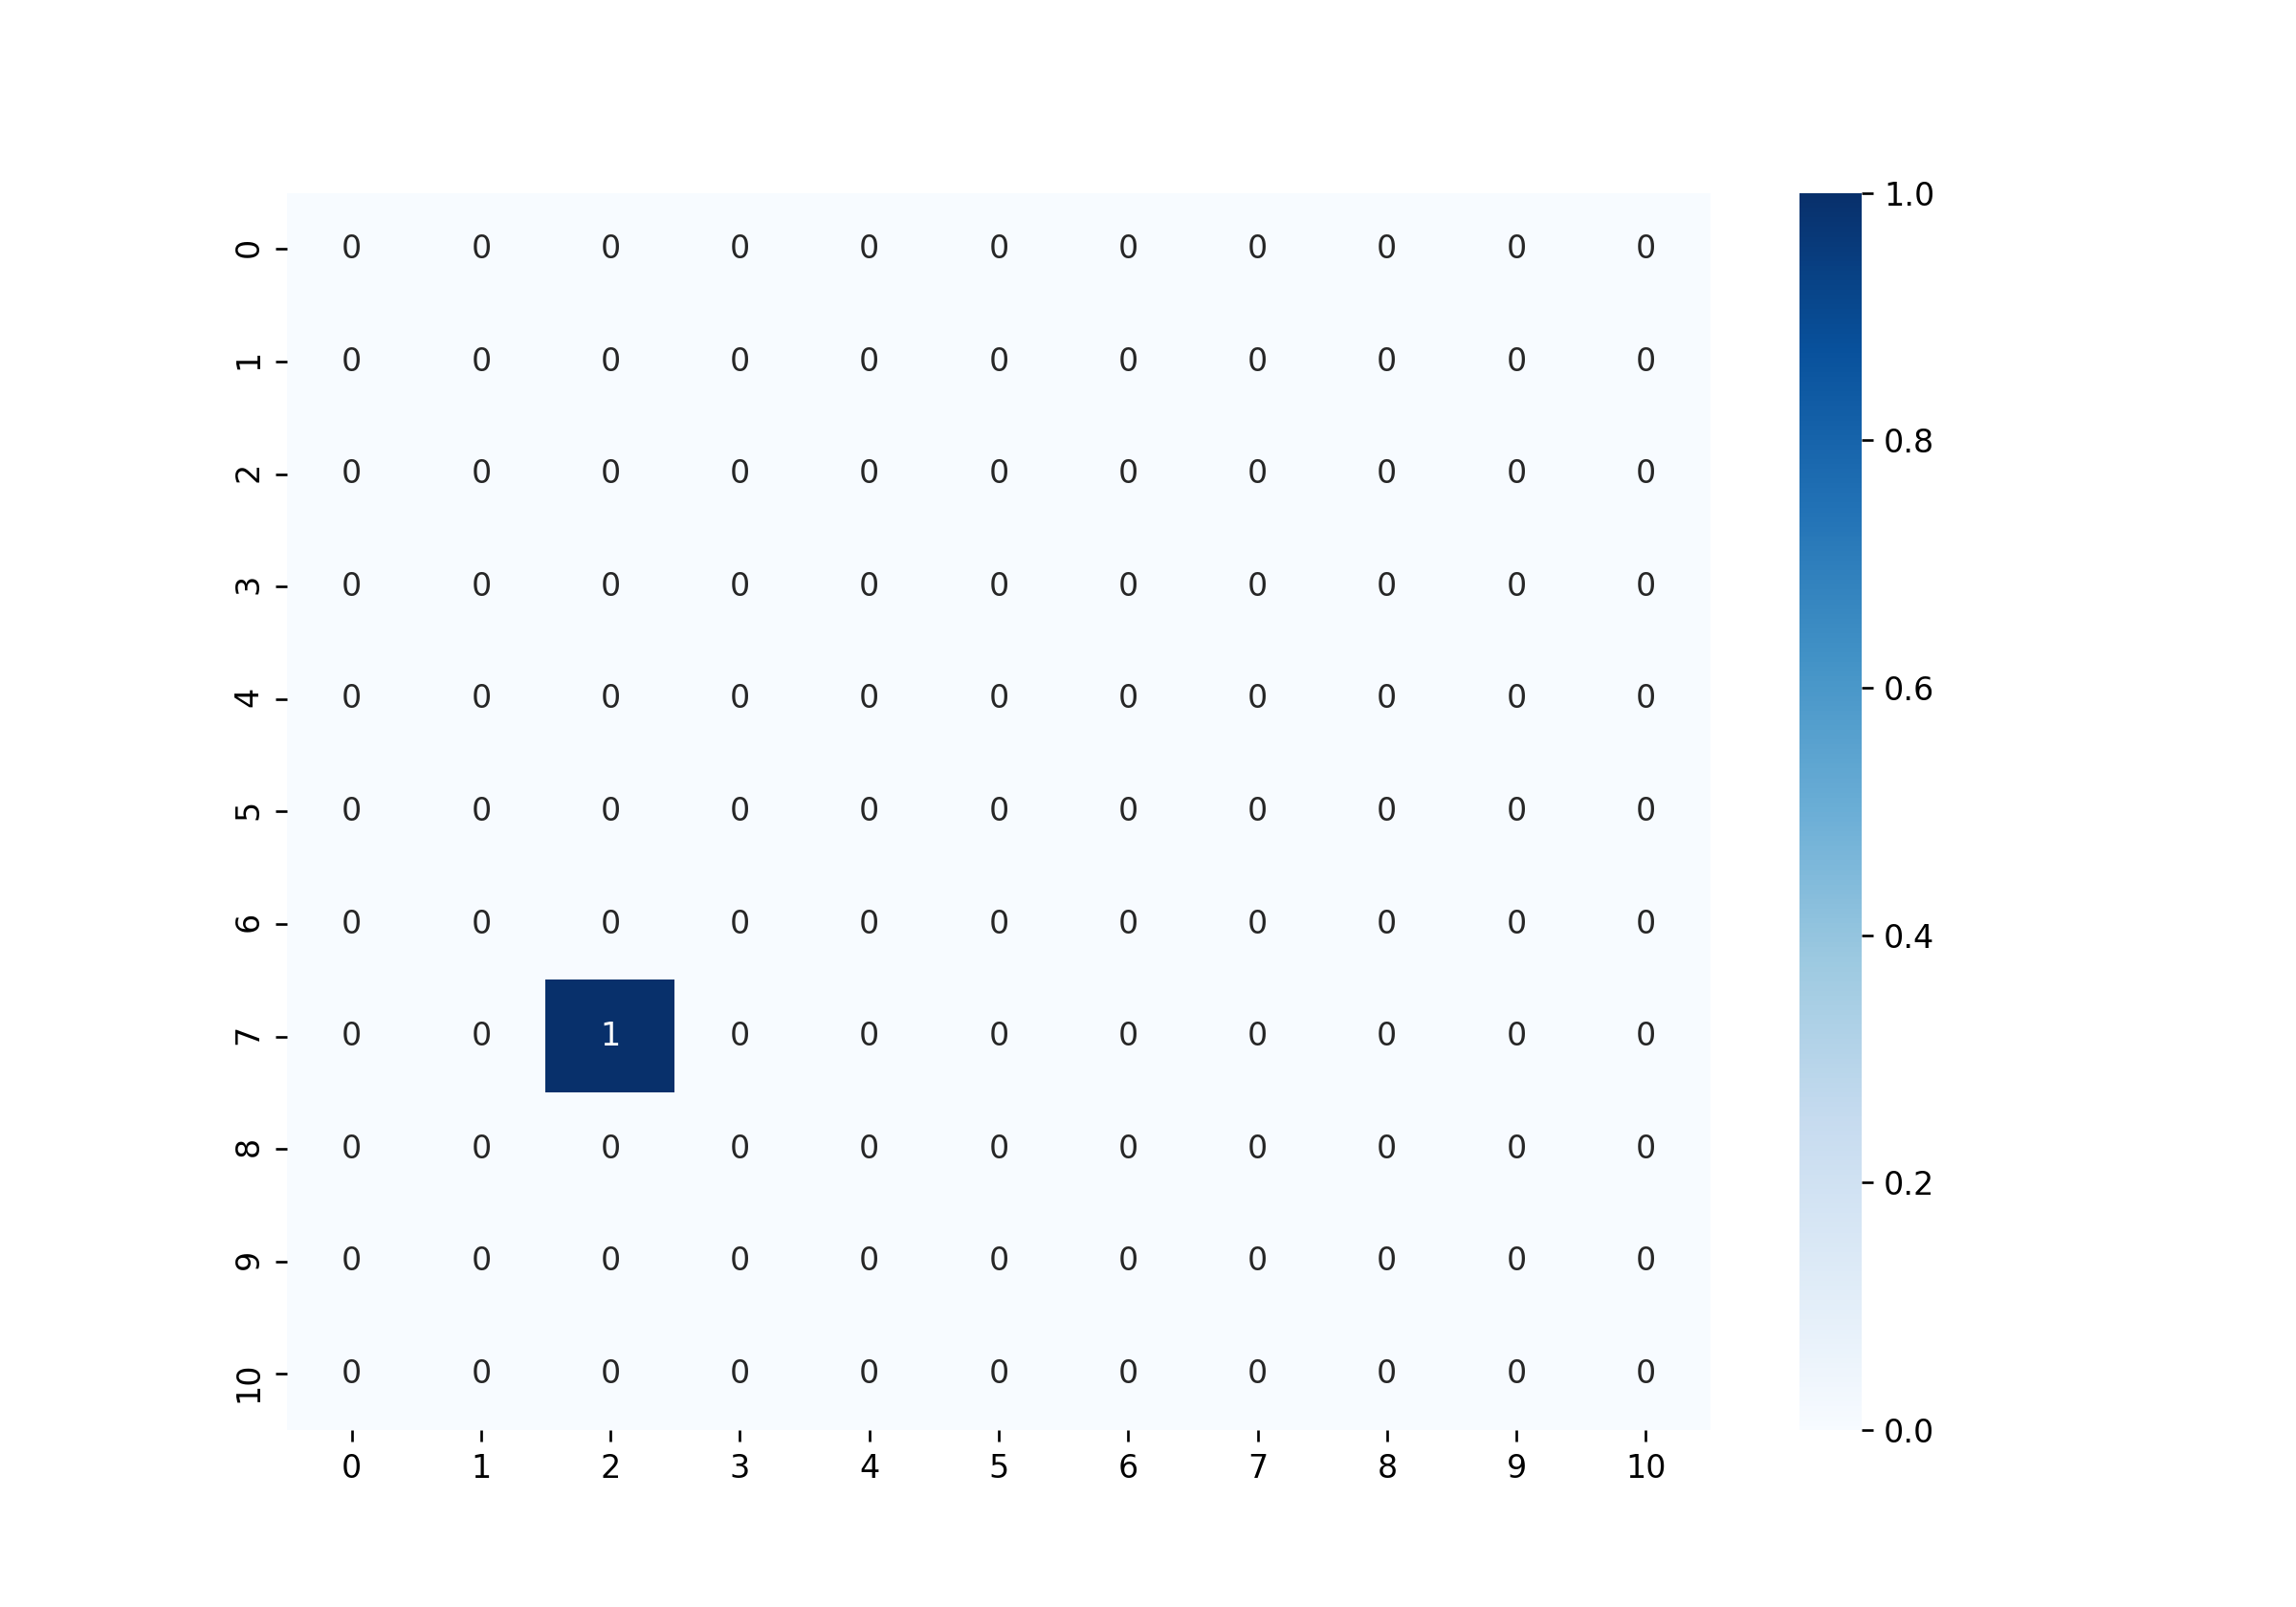 0 0 0 0 0 0 0 0 0 0 0 0
1 0 0 0 0 0 0 0 0 0 0 0
2 0 0 0 0 0 0 0 0 0 0 0
3 0 0 0 0 0 0 0 0 0 0 0
4 0 0 0 0 0 0 0 0 0 0 0
5 0 0 0 0 0 0 0 0 0 0 0
6 0 0 0 0 0 0 0 0 0 0 0
7 0 0 1 0 0 0 0 0 0 0 0
8 0 0 0 0 0 0 0 0 0 0 0
9 0 0 0 0 0 0 0 0 0 0 0
10 0 0 0 0 0 0 0 0 0 0 0
0 1 2 3 4 5 6 7 8 9 10
1.0
0.8
0.6
0.4
0.2
0.0